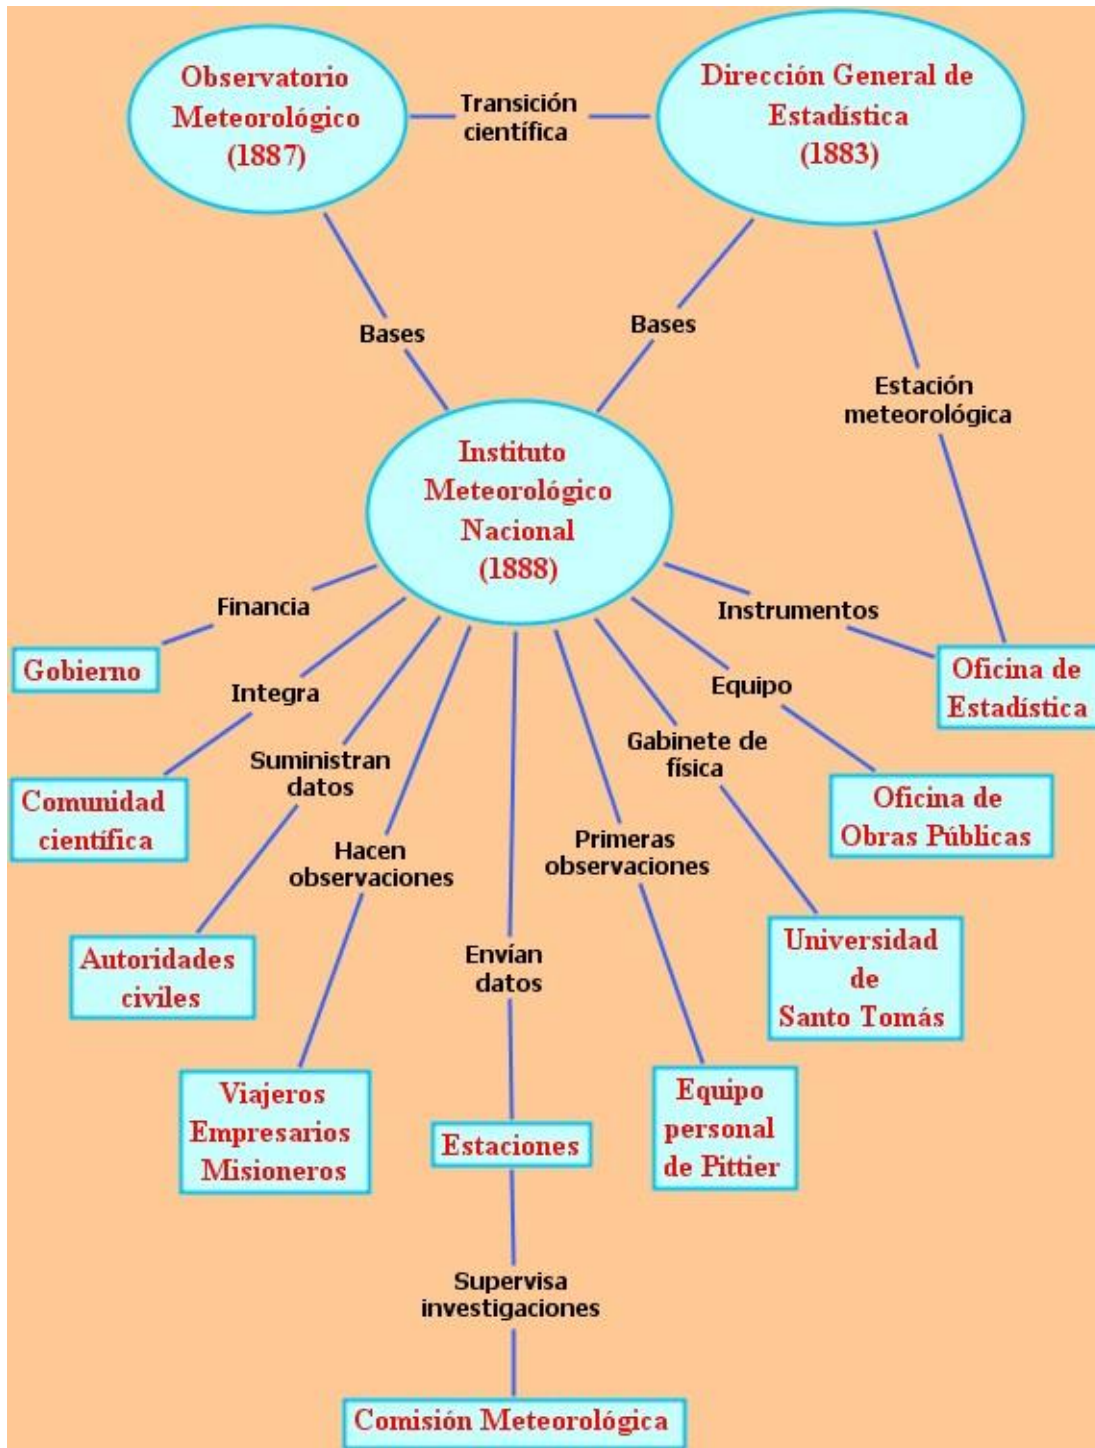 Observatorio
Meteorológico
(1887)
Transición
científica
Dirección General de
Estadística
(1883)
Bases
Bases
Estación
meteorológica
Instituto
Meteorológico
Nacional
(1888)
Financia
Instrumentos
Gobierno
Integra
Equipo
Oficina de
Estadística
Suministran
datos
Gabinete de
física
Comunidad
científica
Oficina de
Obras Públicas
Hacen
observaciones
Primeras
observaciones
Autoridades
civiles
Envían
datos
Universidad
de
Santo Tomás
Viajeros
Empresarios
Misioneros
Estaciones
Equipo
personal
de Pittier
Supervisa
investigaciones
Comisión Meteorológica